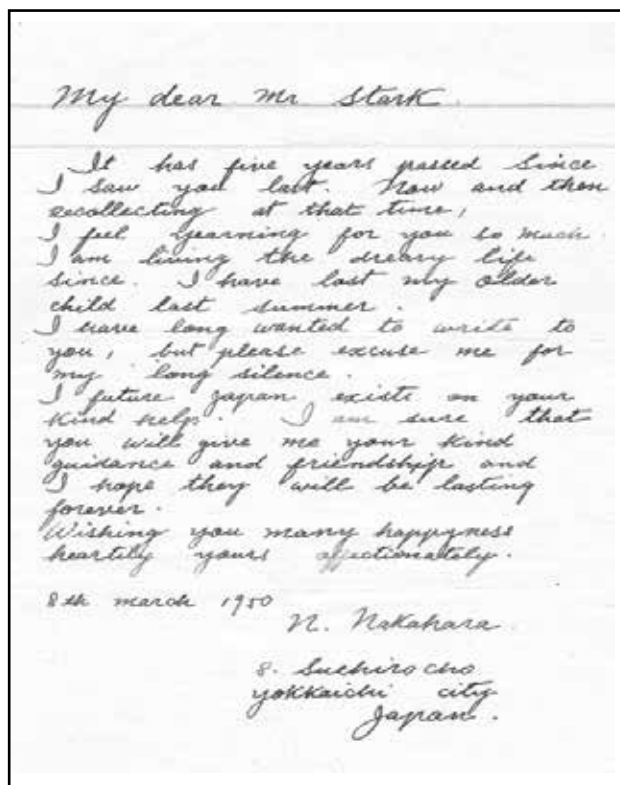 My dear Mr Stark.
It has five years passed since
I saw you last. Now and then
recollecting at that time,
I feel yearning for you so much.
I am living the dreary life
since. I have lost my older
child last summer.
I have long wanted to write to
you, but please excuse me for
my long silence.
I future Japan exists on your
kind help. I am sure that
you will give me your kind
guidance and friendship and
I hope they will be lasting
forever.
Wishing you many happyness
heartily yours affectionately.
8th march 1950
N. Nakahara
8. Suehiro cho
yokkaichi city
Japan.